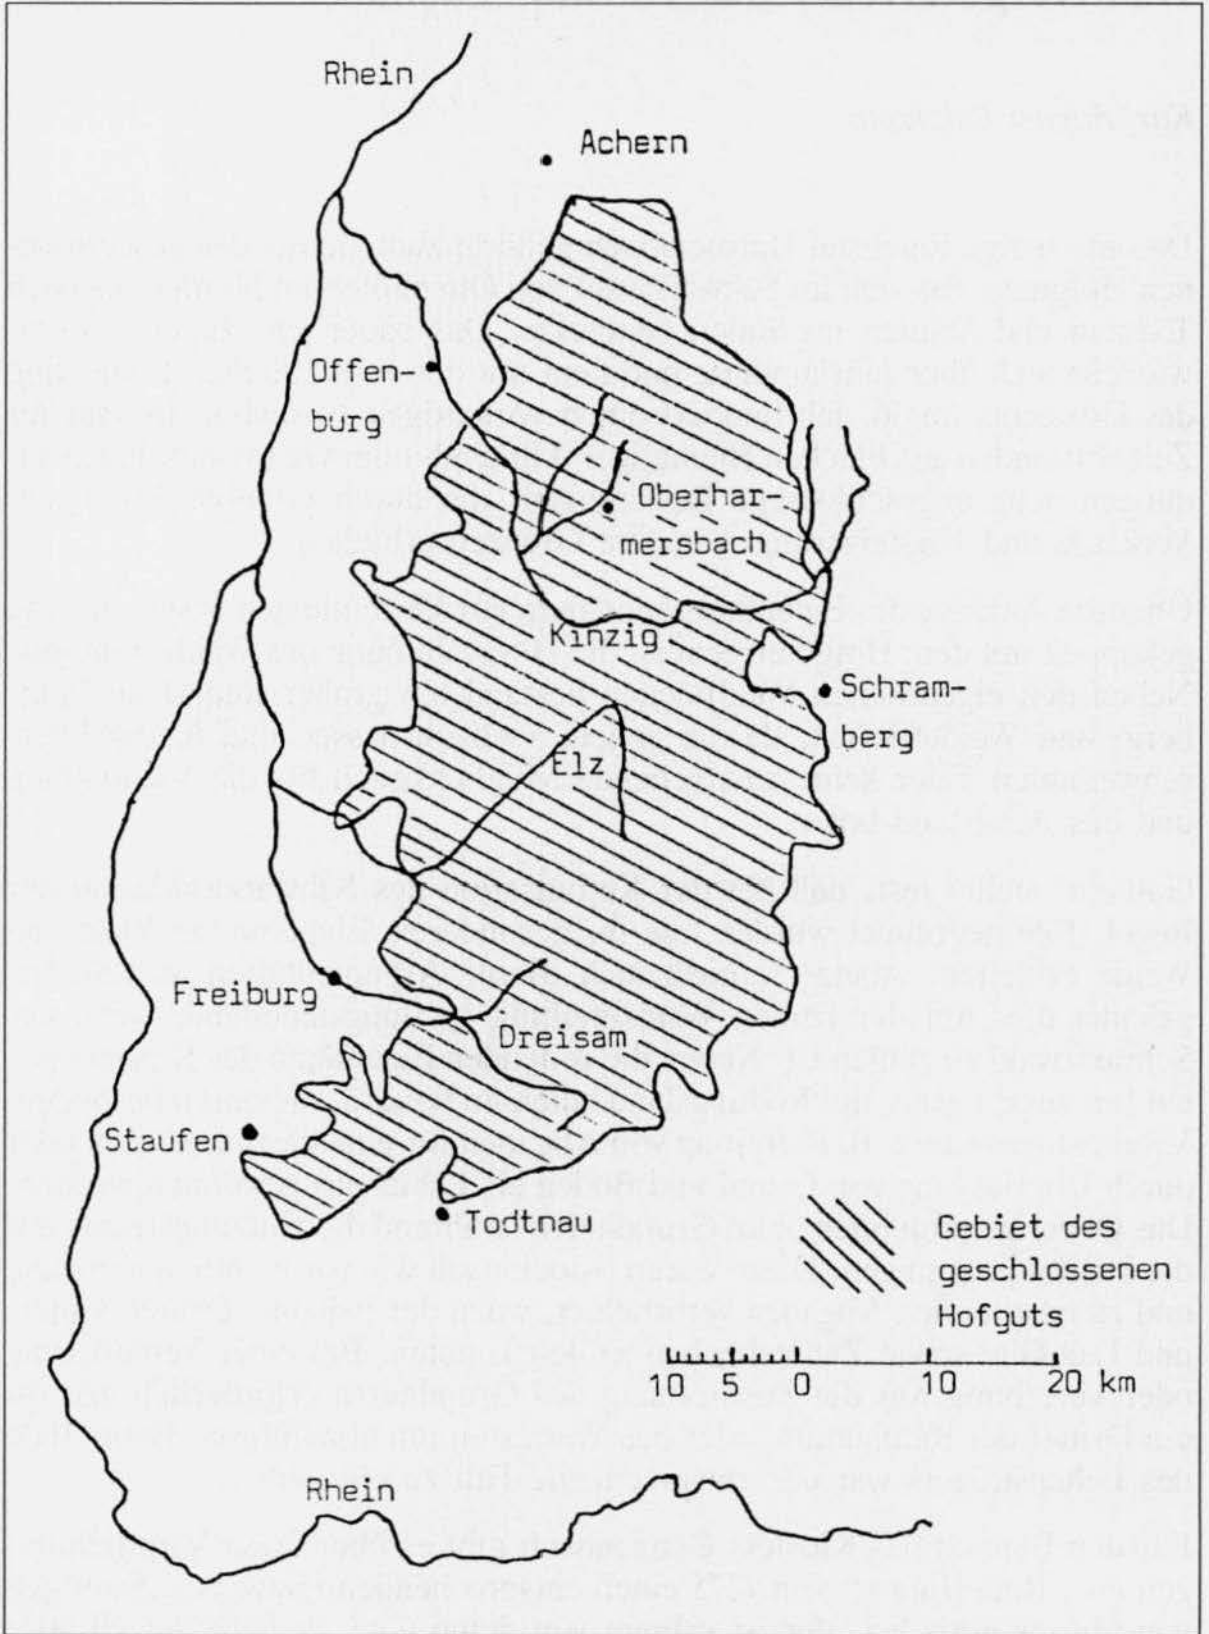 Rhein
Achern
Offen-
burg
Oberhar-
mersbach
Kinzig
Schram-
berg
Elz
Freiburg
Dreisam
Staufen
Todtnau
Gebiet des
geschlossenen
Hofguts
10 5 0 10 20 km
Rhein